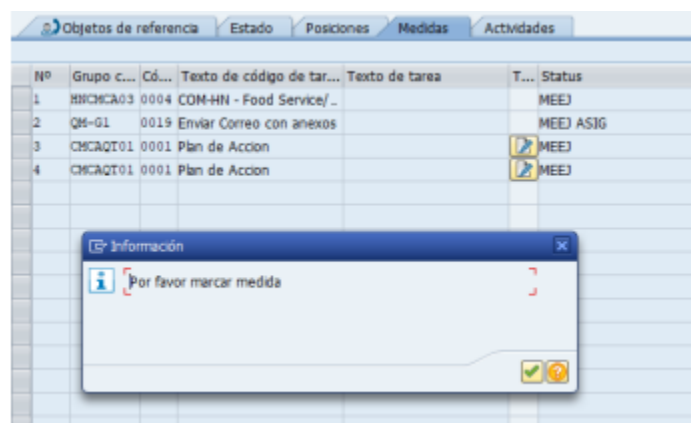 Objetos de referencia Estado Posiciones Medidas Actividades
Nº Grupo c... Có... Texto de código de tar... Texto de tarea T... Status
1 HNCMCA03 0004 COM-HN - Food Service/ .. MEEJ
2 QM-G1 0019 Enviar Correo con anexos MEEJ ASIG
3 CMCAQT01 0001 Plan de Accion MEEJ
4 CMCAQT01 0001 Plan de Accion MEEJ
Información
Por favor marcar medida